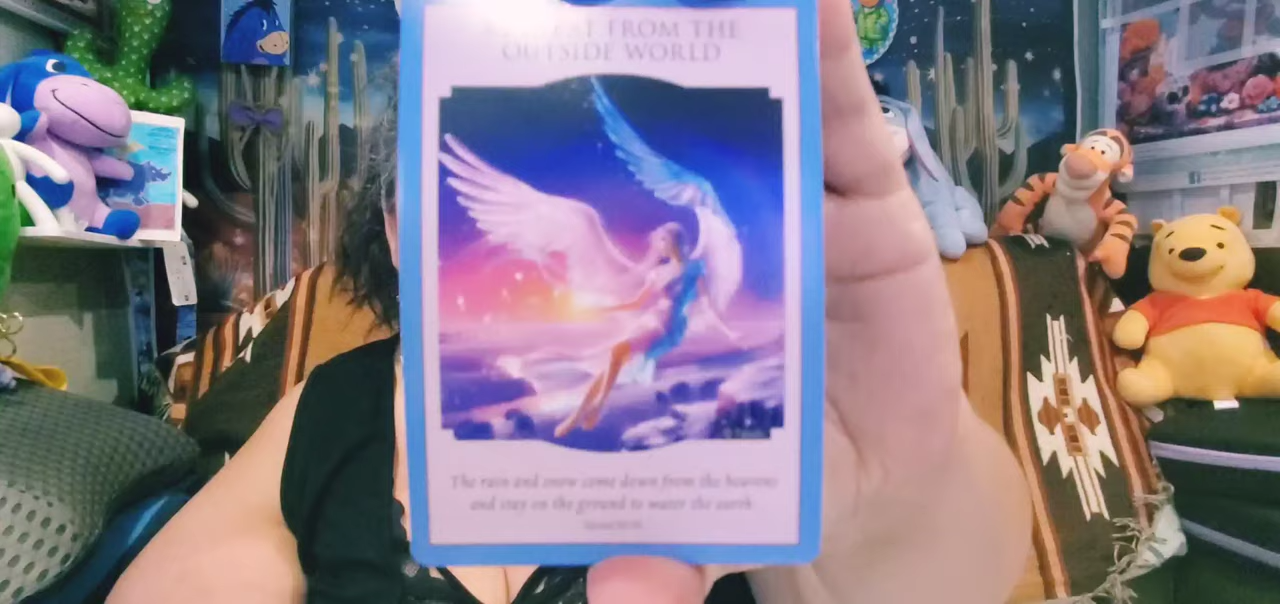 FROM THE
OUTSIDE WORLD
The rain and snow come down from the heavens
and stay on the ground to water the earth.